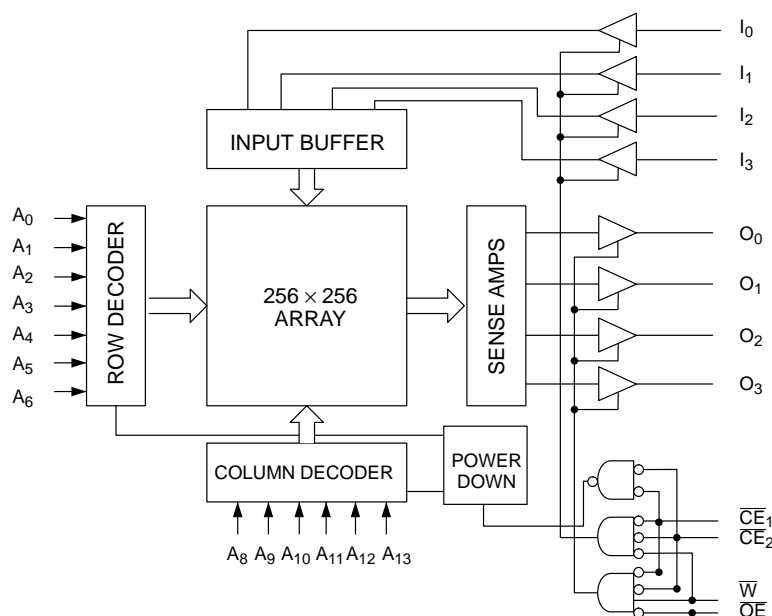 I0
I1
I2
I3
INPUT BUFFER
A0
A1
A2
A3
A4
A5
A6
ROW DECODER
256 × 256
ARRAY
SENSE AMPS
O0
O1
O2
O3
COLUMN DECODER
POWER
DOWN
A8
A9
A10
A11
A12
A13
CE1
CE2
W
OE